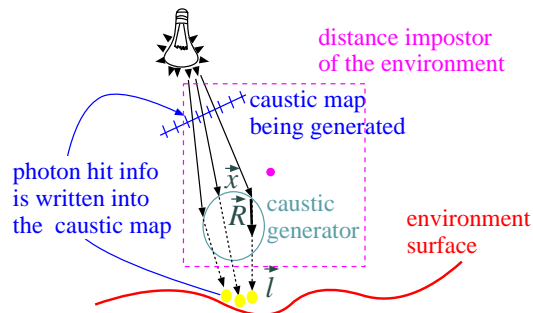 distance impostor
of the environment
caustic map
being generated
photon hit info
is written into
the caustic map
x
R
caustic
generator
environment
surface
l